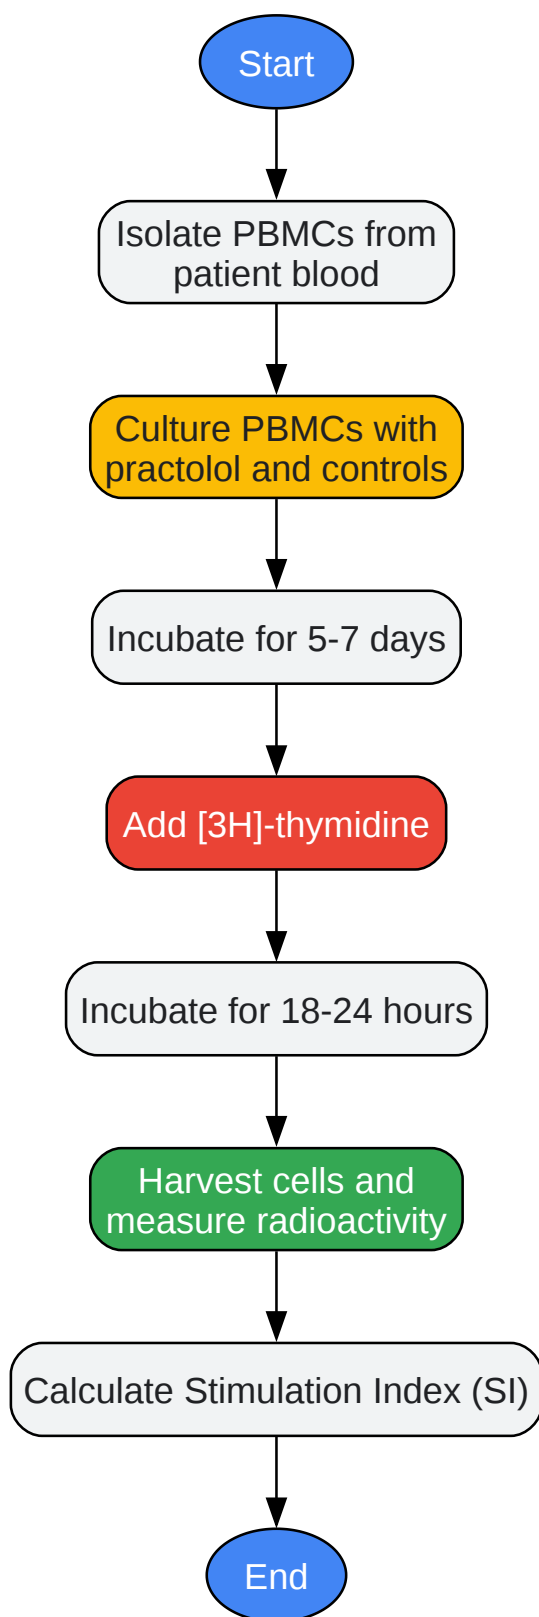 Start
Isolate PBMCs from
patient blood
Culture PBMCs with
practolol and controls
Incubate for 5-7 days
Add [3H]-thymidine
Incubate for 18-24 hours
Harvest cells and
measure radioactivity
Calculate Stimulation Index (SI)
End